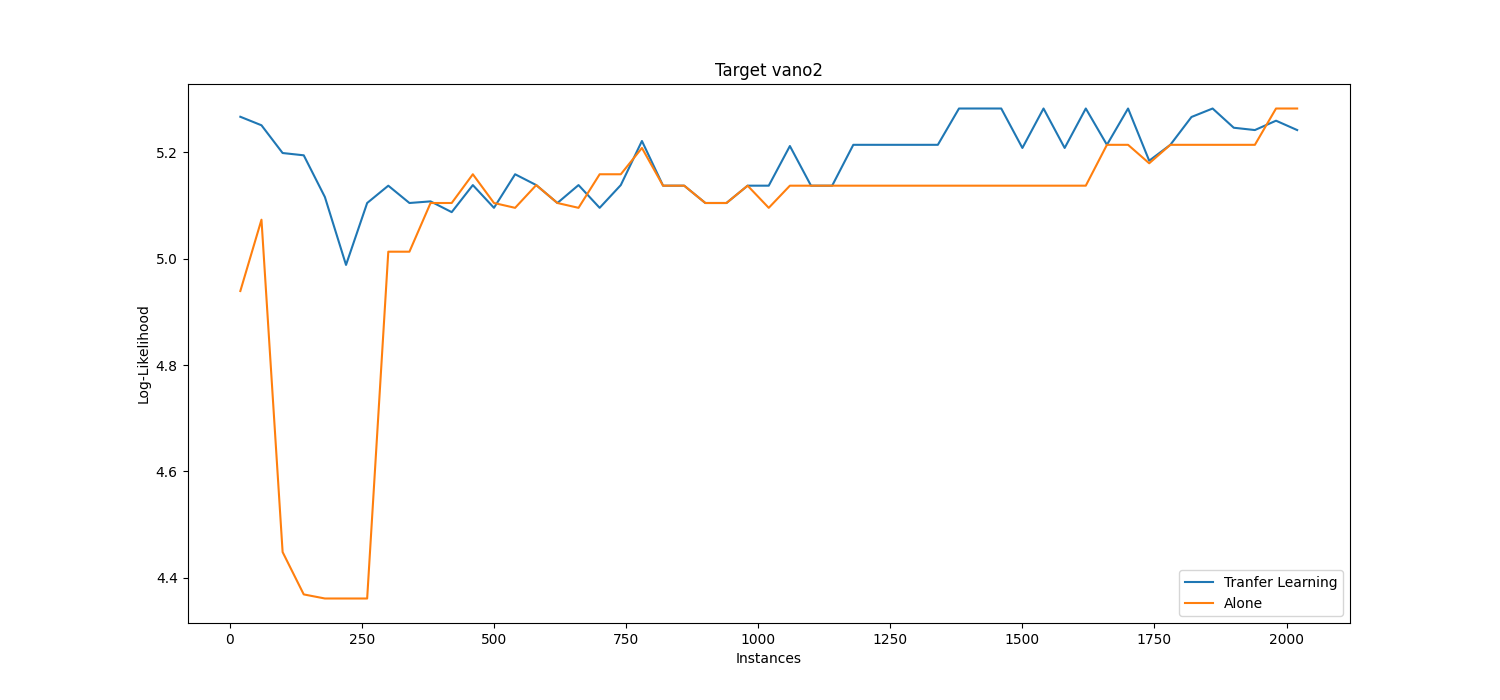 Target vano2
Log-Likelihood
5.2
5.0
4.8
4.6
4.4
0 250 500 750 1000 1250 1500 1750 2000
Instances
Tranfer Learning
Alone